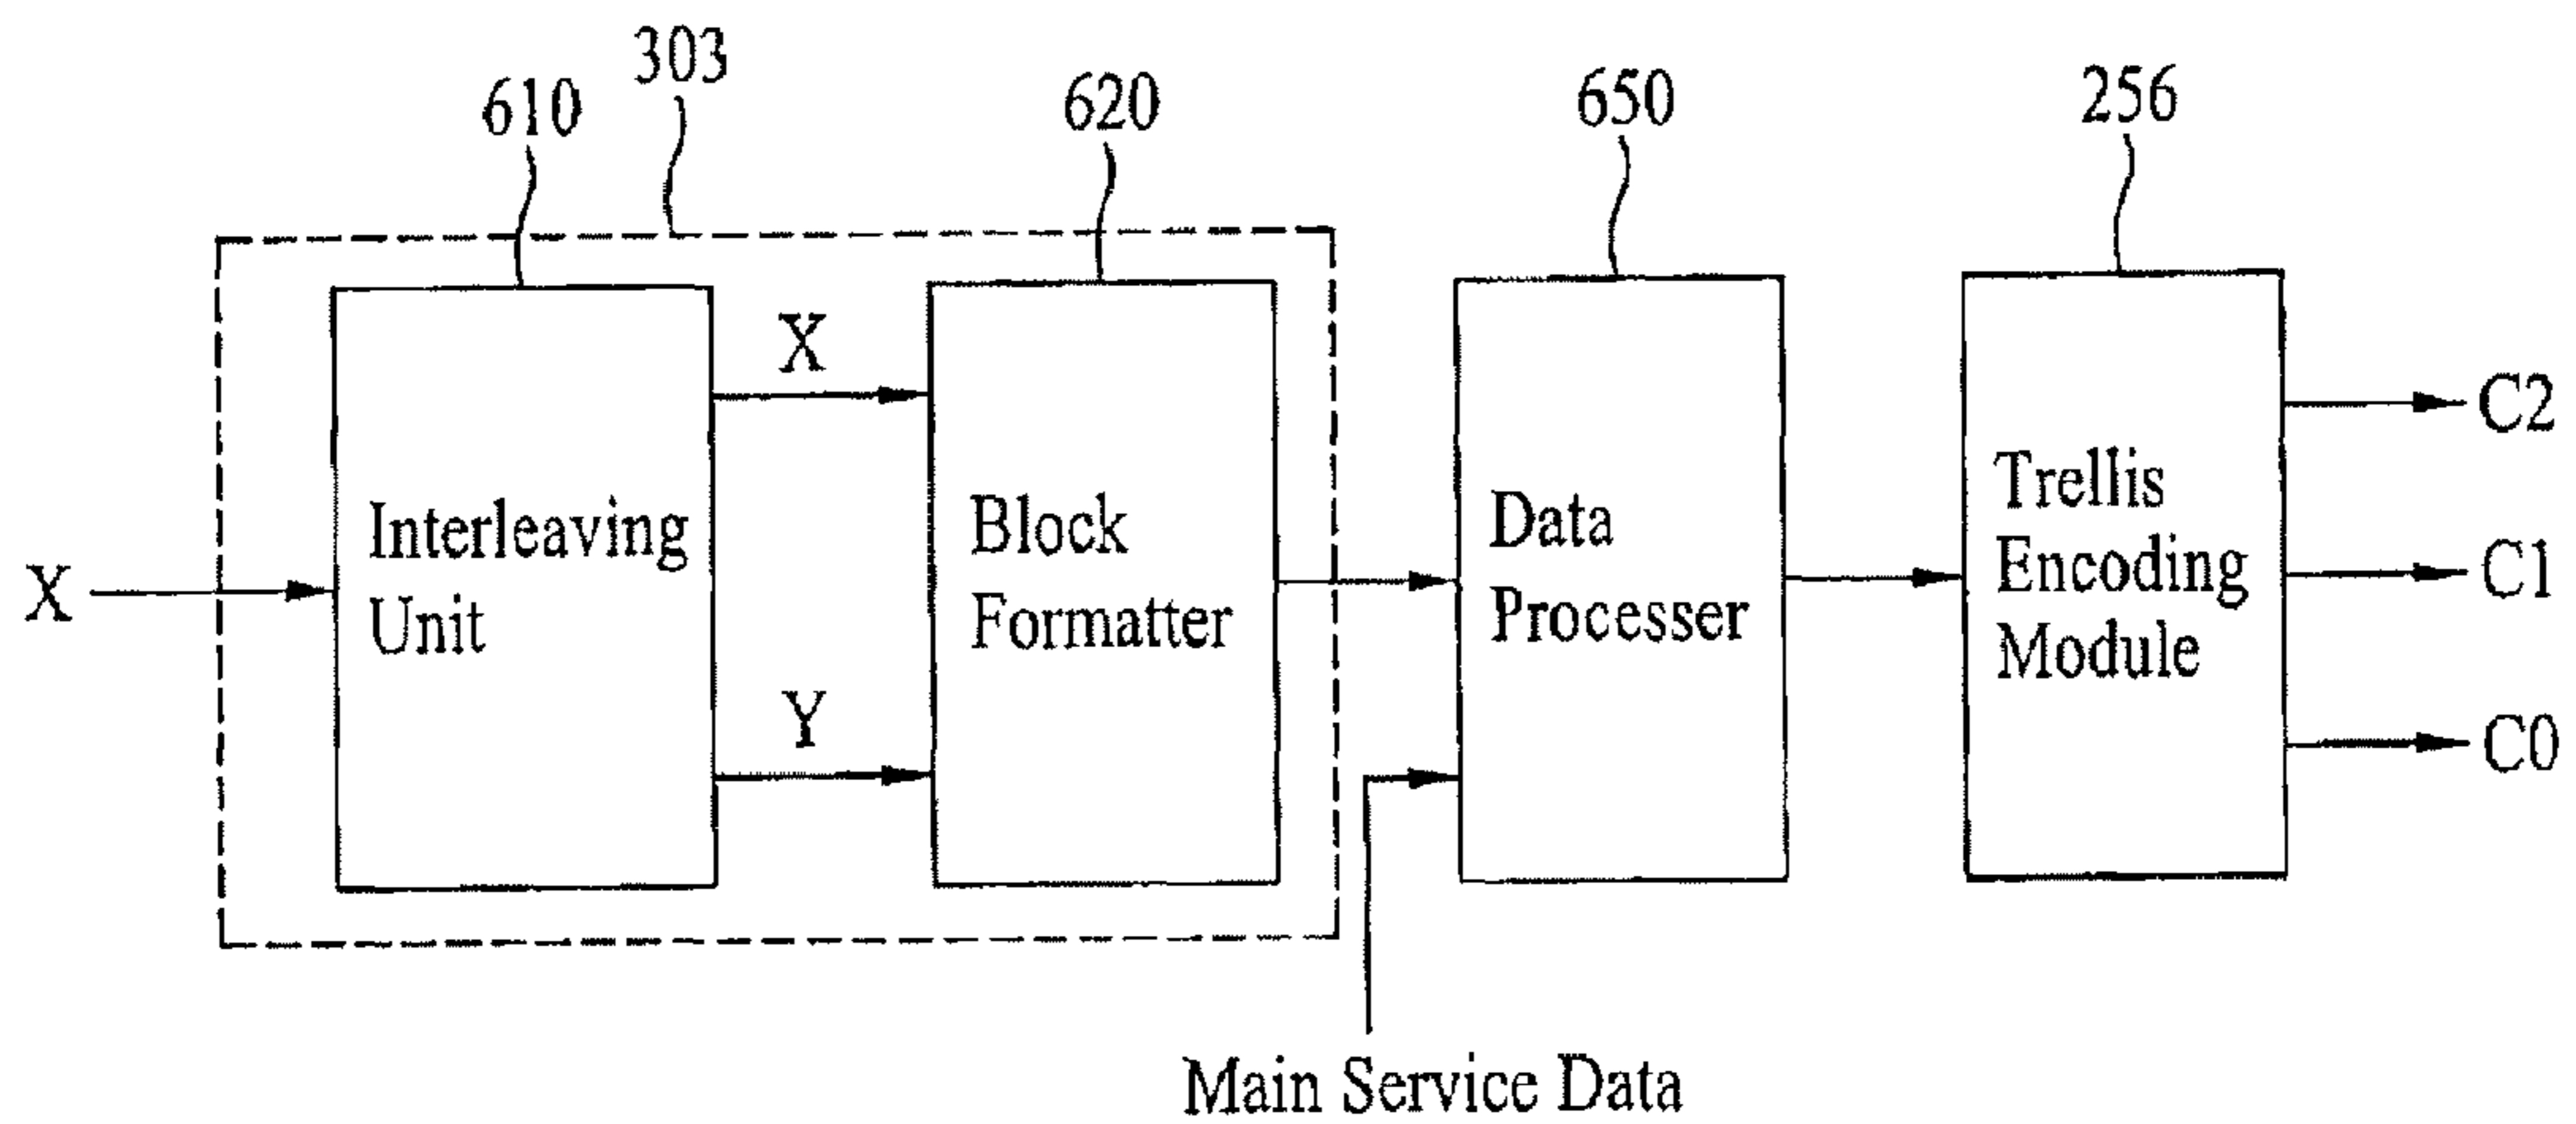 303
610
620
650
256
X
Interleaving
Unit
X
Y
Block
Formatter
Data
Processer
Trellis
Encoding
Module
C2
C1
C0
Main Service Data